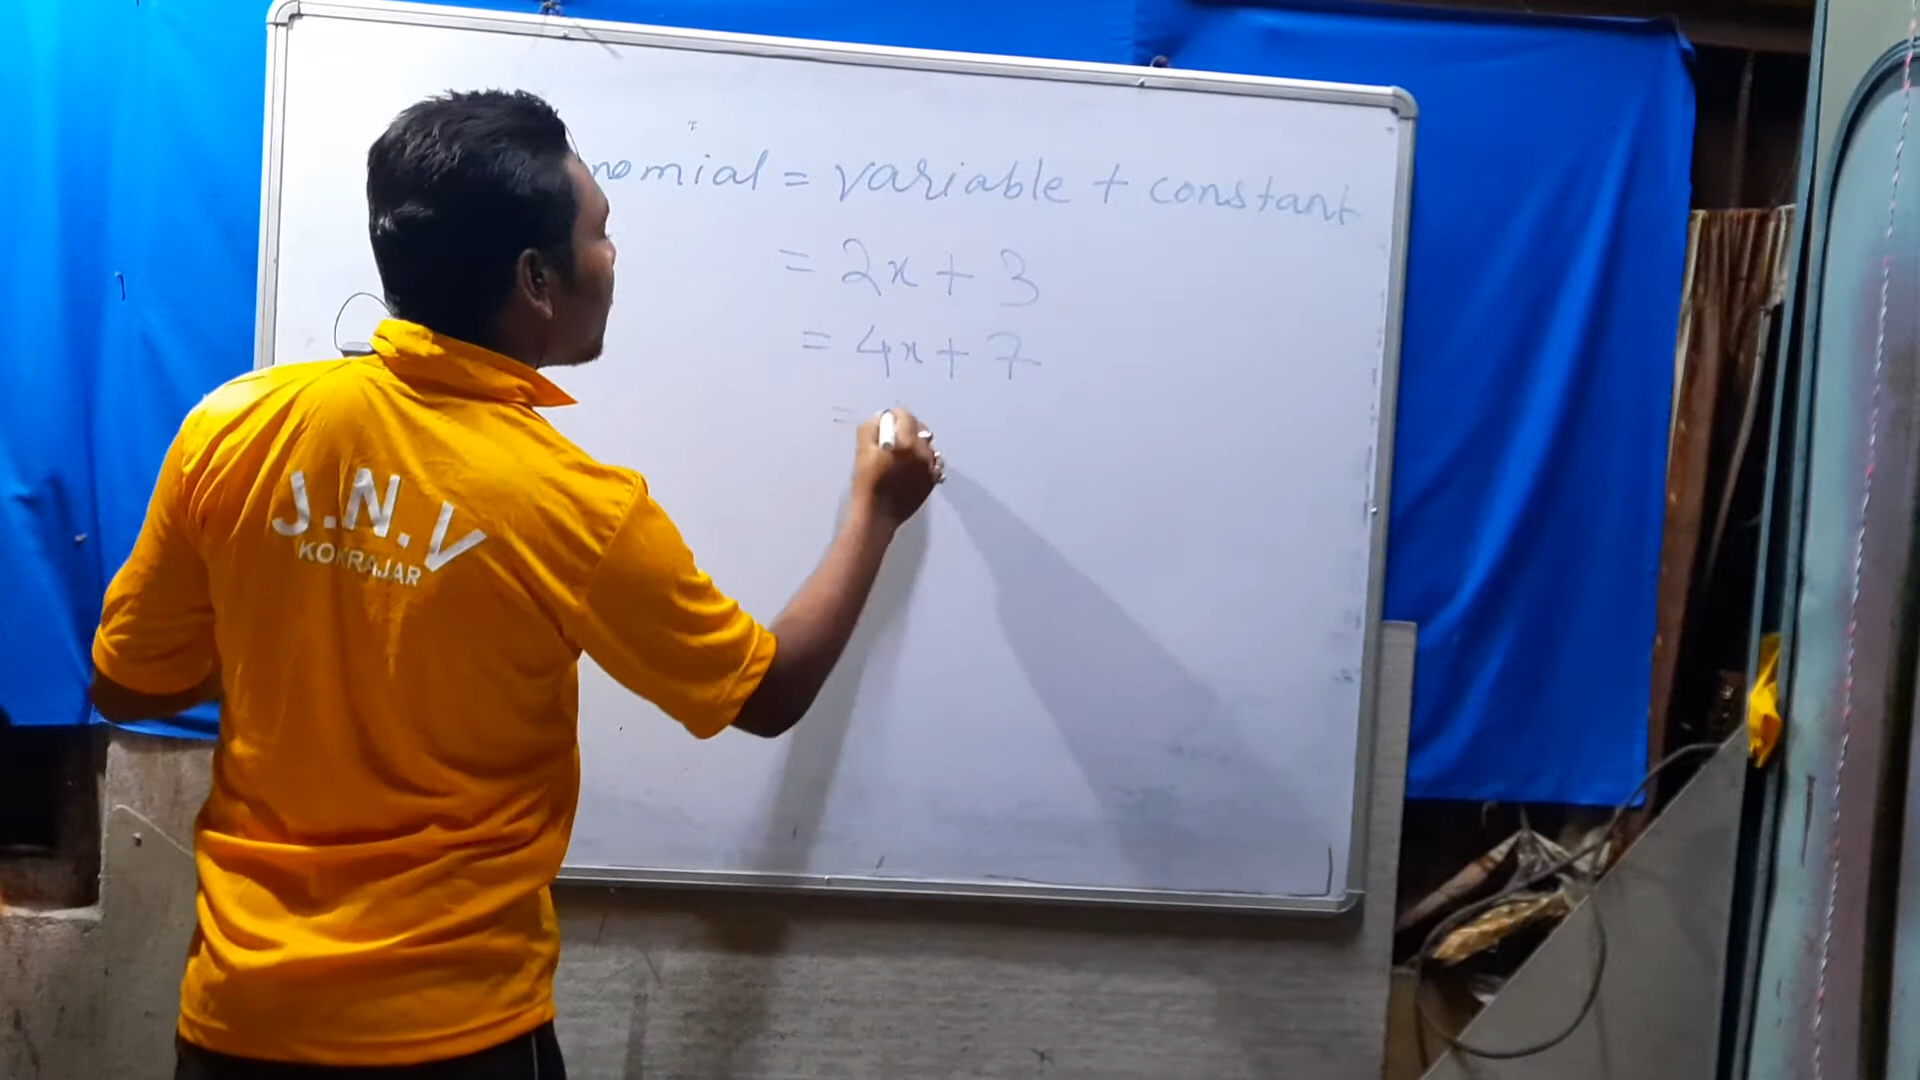 nomial = variable + constant
= 2x + 3
= 4x + 7
=
J.N.V
KOKRAJAR